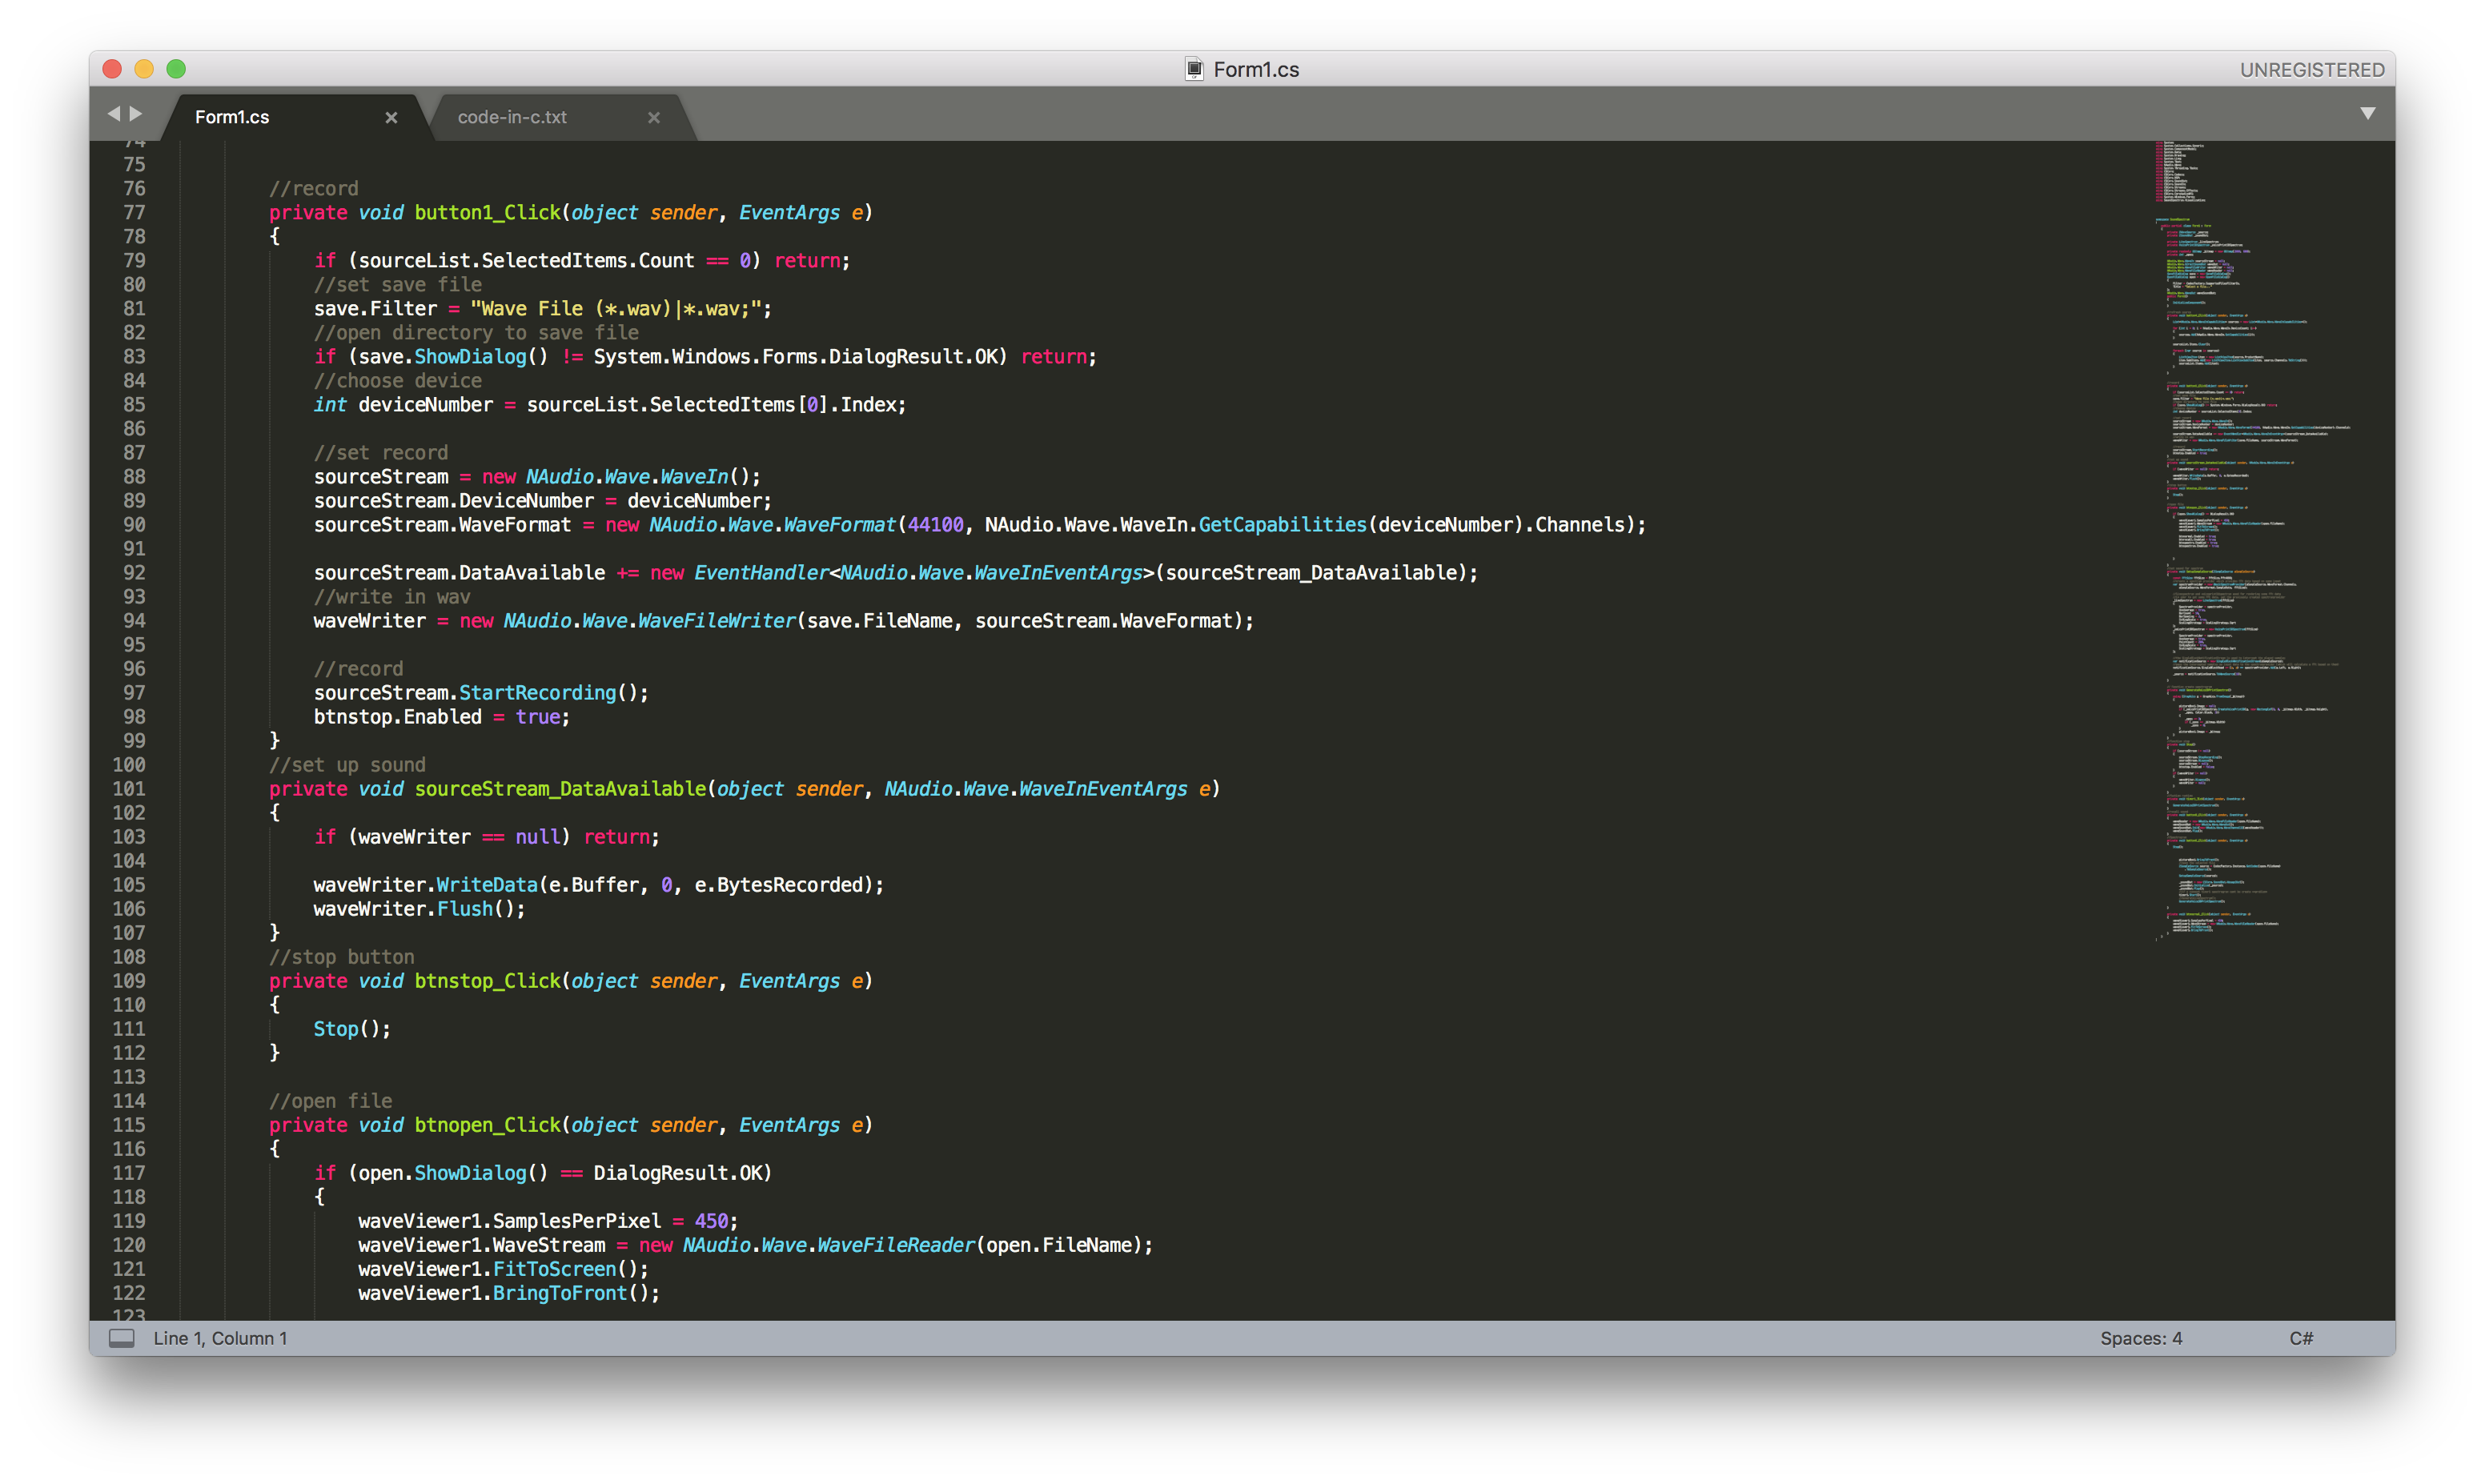 Form1.cs
UNREGISTERED
Form1.cs
code-in-c.txt
74
75
76 //record
77 private void button1_Click(object sender, EventArgs e)
78 {
79 if (sourceList.SelectedItems.Count == 0) return;
80 //set save file
81 save.Filter = "Wave File (*.wav)|*.wav;";
82 //open directory to save file
83 if (save.ShowDialog() != System.Windows.Forms.DialogResult.OK) return;
84 //choose device
85 int deviceNumber = sourceList.SelectedItems[0].Index;
86
87 //set record
88 sourceStream = new NAudio.Wave.WaveIn();
89 sourceStream.DeviceNumber = deviceNumber;
90 sourceStream.WaveFormat = new NAudio.Wave.WaveFormat(44100, NAudio.Wave.WaveIn.GetCapabilities(deviceNumber).Channels);
91
92 sourceStream.DataAvailable += new EventHandler<NAudio.Wave.WaveInEventArgs>(sourceStream_DataAvailable);
93 //write in wav
94 waveWriter = new NAudio.Wave.WaveFileWriter(save.FileName, sourceStream.WaveFormat);
95
96 //record
97 sourceStream.StartRecording();
98 btnstop.Enabled = true;
99 }
100 //set up sound
101 private void sourceStream_DataAvailable(object sender, NAudio.Wave.WaveInEventArgs e)
102 {
103 if (waveWriter == null) return;
104
105 waveWriter.WriteData(e.Buffer, 0, e.BytesRecorded);
106 waveWriter.Flush();
107 }
108 //stop button
109 private void btnstop_Click(object sender, EventArgs e)
110 {
111 Stop();
112 }
113
114 //open file
115 private void btnopen_Click(object sender, EventArgs e)
116 {
117 if (open.ShowDialog() == DialogResult.OK)
118 {
119 waveViewer1.SamplesPerPixel = 450;
120 waveViewer1.WaveStream = new NAudio.Wave.WaveFileReader(open.FileName);
121 waveViewer1.FitToScreen();
122 waveViewer1.BringToFront();
123
Line 1, Column 1
Spaces: 4
C#